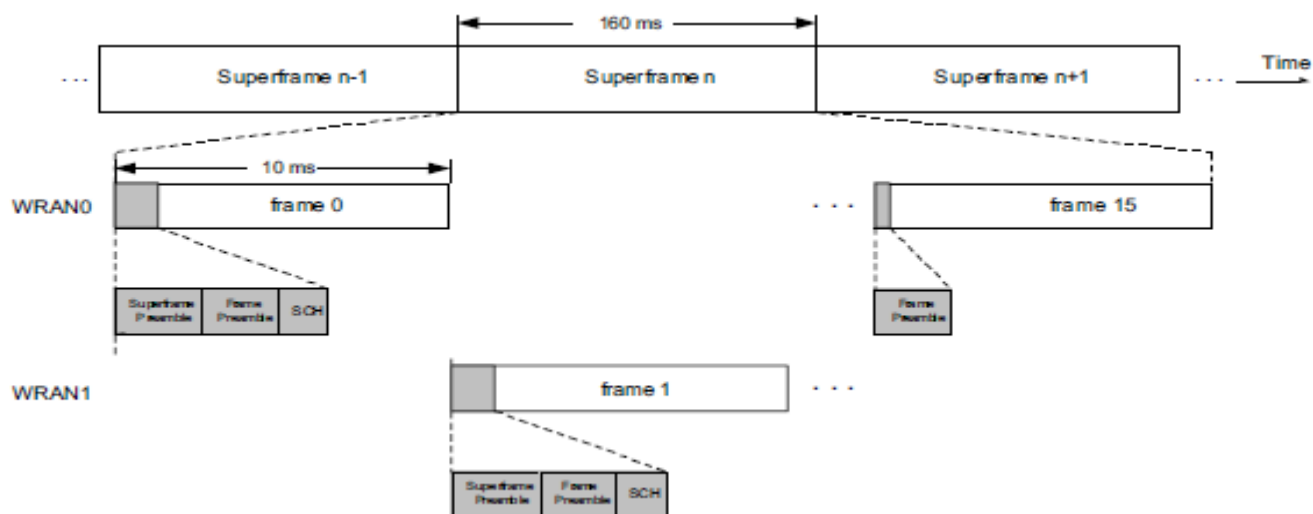 160 ms
. . . Superframe n-1 Superframe n Superframe n+1 . . . Time
10 ms
WRAN0 frame 0 . . . frame 15
Superframe Preamble Frame Preamble SCH Frame Preamble
WRAN1 frame 1 . . .
Superframe Preamble Frame Preamble SCH